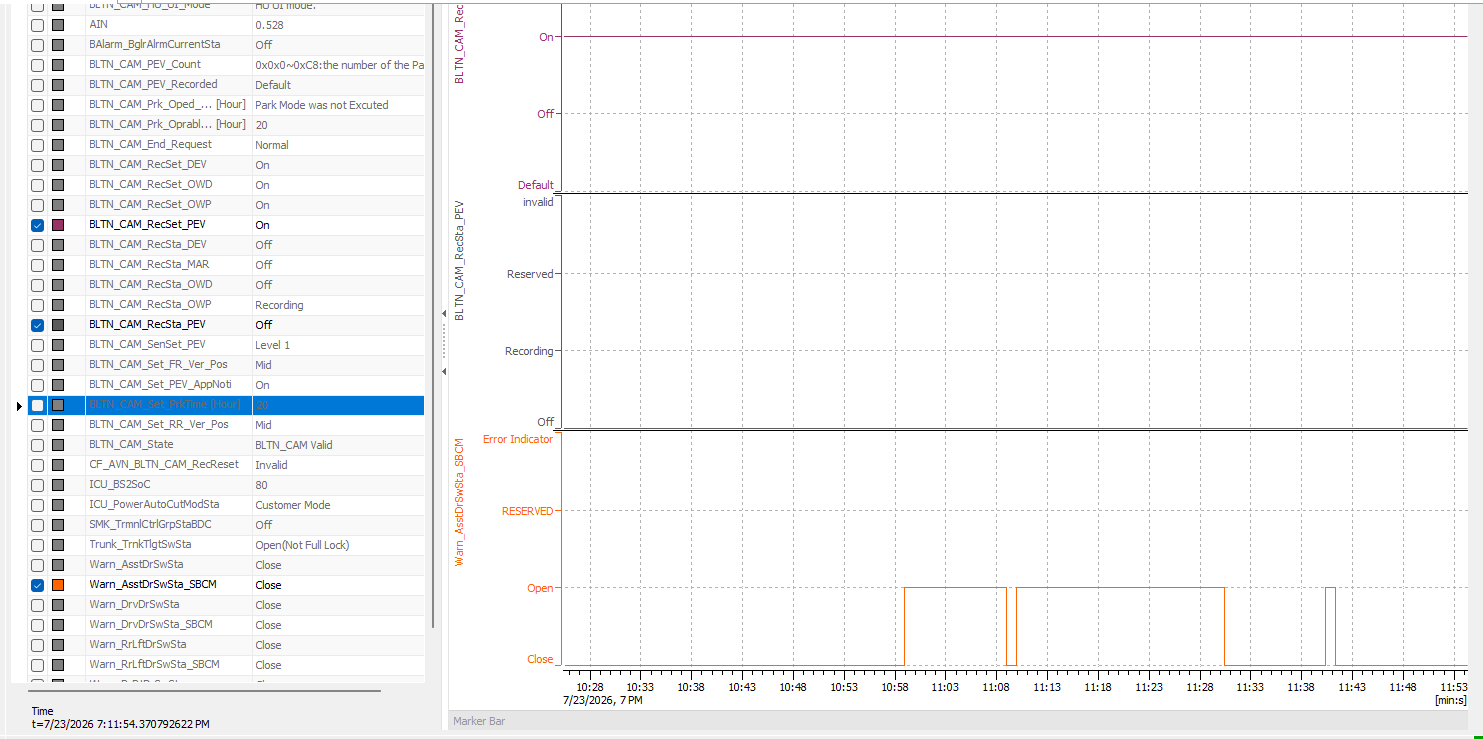 BLTN_CAM_HU_UI_Mode HU UI mode.
AIN 0.528
BAlarm_BglrAlrmCurrentSta Off
BLTN_CAM_PEV_Count 0x0x0~0xC8:the number of the Pa
BLTN_CAM_PEV_Recorded Default
BLTN_CAM_Prk_Oped_... [Hour] Park Mode was not Excuted
BLTN_CAM_Prk_Oprabl... [Hour] 20
BLTN_CAM_End_Request Normal
BLTN_CAM_RecSet_DEV On
BLTN_CAM_RecSet_OWD On
BLTN_CAM_RecSet_OWP On
BLTN_CAM_RecSet_PEV On
BLTN_CAM_RecSta_DEV Off
BLTN_CAM_RecSta_MAR Off
BLTN_CAM_RecSta_OWD Off
BLTN_CAM_RecSta_OWP Recording
BLTN_CAM_RecSta_PEV Off
BLTN_CAM_SenSet_PEV Level 1
BLTN_CAM_Set_FR_Ver_Pos Mid
BLTN_CAM_Set_PEV_AppNoti On
BLTN_CAM_Set_PrkTime [Hour] 20
BLTN_CAM_Set_RR_Ver_Pos Mid
BLTN_CAM_State BLTN_CAM Valid
CF_AVN_BLTN_CAM_RecReset Invalid
ICU_BS2SoC 80
ICU_PowerAutoCutModSta Customer Mode
SMK_TrmnlCtrlGrpStaBDC Off
Trunk_TrnkTlgtSwSta Open(Not Full Lock)
Warn_AsstDrSwSta Close
Warn_AsstDrSwSta_SBCM Close
Warn_DrvDrSwSta Close
Warn_DrvDrSwSta_SBCM Close
Warn_RrLftDrSwSta Close
Warn_RrLftDrSwSta_SBCM Close
Time
t=7/23/2026 7:11:54.370792622 PM
BLTN_CAM_Rec
On
Off
Default
BLTN_CAM_RecSta_PEV
invalid
Reserved
Recording
Off
Warn_AsstDrSwSta_SBCM
Error Indicator
RESERVED
Open
Close
10:28 10:33 10:38 10:43 10:48 10:53 10:58 11:03 11:08 11:13 11:18 11:23 11:28 11:33 11:38 11:43 11:48 11:53
7/23/2026, 7 PM [min:s]
Marker Bar